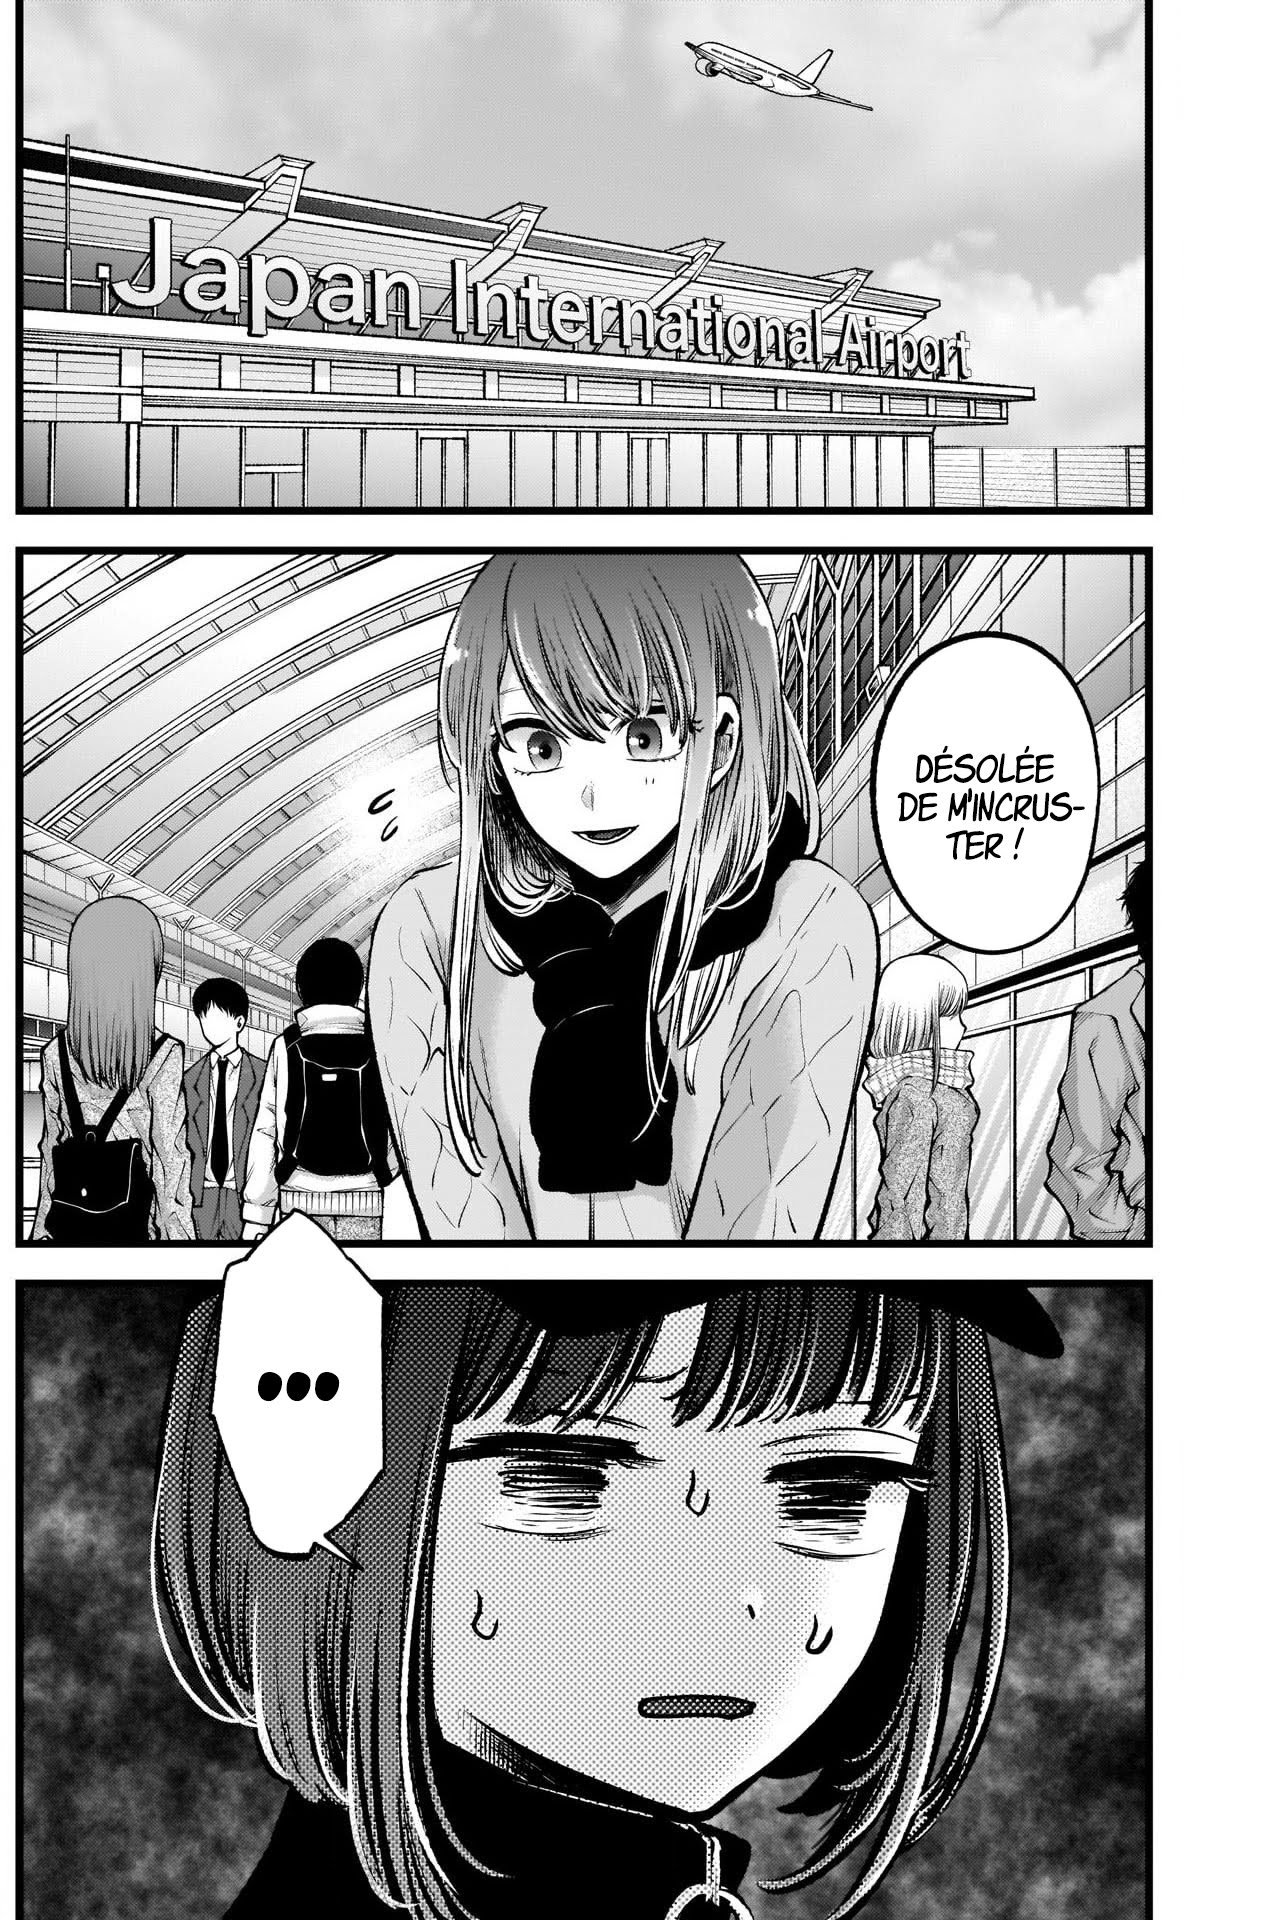 Japan International Airport
DÉSOLÉE
DE M'INCRUS-
TER !
...